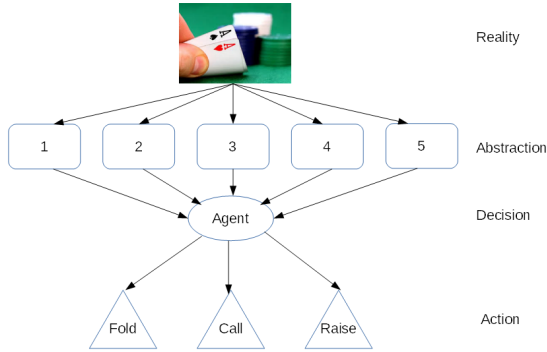 Reality
1 2 3 4 5 Abstraction
Agent Decision
Fold Call Raise Action